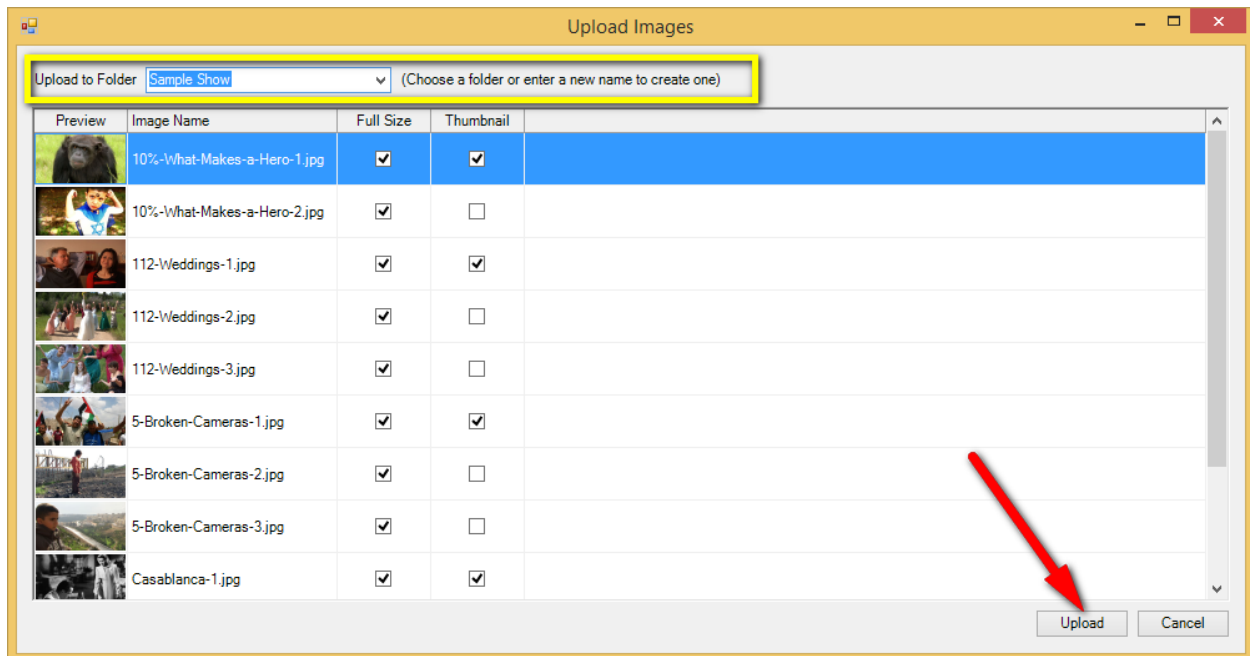 Upload Images
Upload to Folder Sample Show (Choose a folder or enter a new name to create one)
Preview Image Name Full Size Thumbnail
10%-What-Makes-a-Hero-1.jpg
10%-What-Makes-a-Hero-2.jpg
112-Weddings-1.jpg
112-Weddings-2.jpg
112-Weddings-3.jpg
5-Broken-Cameras-1.jpg
5-Broken-Cameras-2.jpg
5-Broken-Cameras-3.jpg
Casablanca-1.jpg
Upload Cancel